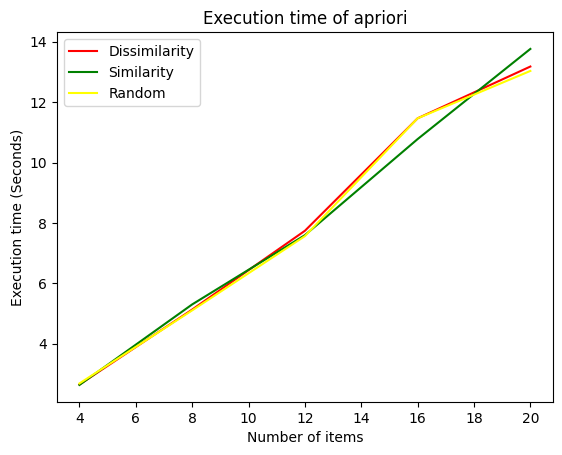 Execution time of apriori
Dissimilarity
Similarity
Random
Execution time (Seconds)
14
12
10
8
6
4
4 6 8 10 12 14 16 18 20
Number of items